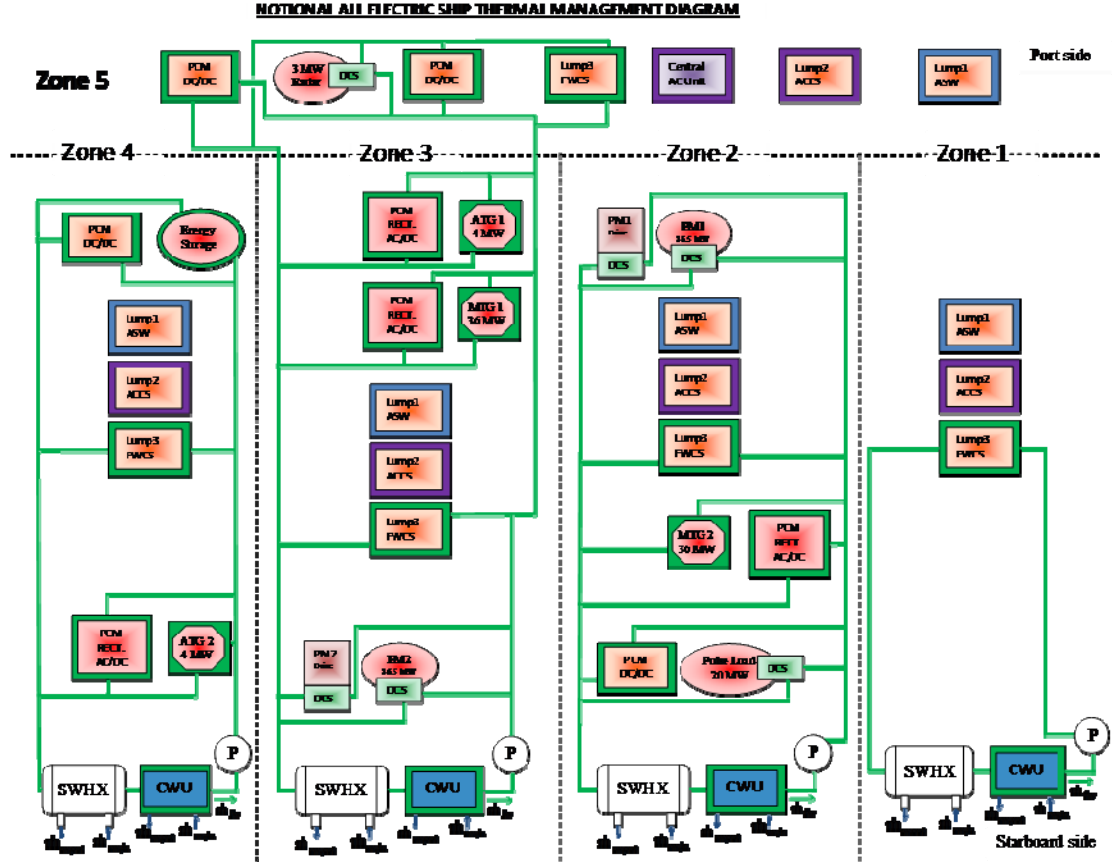 NOTIONAL ALL ELECTRIC SHIP THERMAL MANAGEMENT DIAGRAM
Port side
Zone 5
PCM
DC/DC
3 MW
Radar
DCS
PCM
DC/DC
Lump3
FWCS
Central
AC Unit
Lump2
ACCS
Lump1
ASW
Zone 4
Zone 3
Zone 2
Zone 1
PCM
DC/DC
Energy
Storage
Lump1
ASW
Lump2
ACCS
Lump3
FWCS
PCM
RECT.
AC/DC
ATG 2
4 MW
P
SWHX
CWU
PCM
RECT.
AC/DC
ATG 1
4 MW
PCM
RECT.
AC/DC
MTG 1
36 MW
Lump1
ASW
Lump2
ACCS
Lump3
FWCS
PM2
DCS
DCS
P
SWHX
CWU
PM1
DCS
36.5 MW
DCS
Lump1
ASW
Lump2
ACCS
Lump3
FWCS
MTG 2
30 MW
PCM
RECT.
AC/DC
PCM
DC/DC
Pulse Load
20 MW
DCS
P
SWHX
CWU
Lump1
ASW
Lump2
ACCS
Lump3
FWCS
P
SWHX
CWU
Starboard side